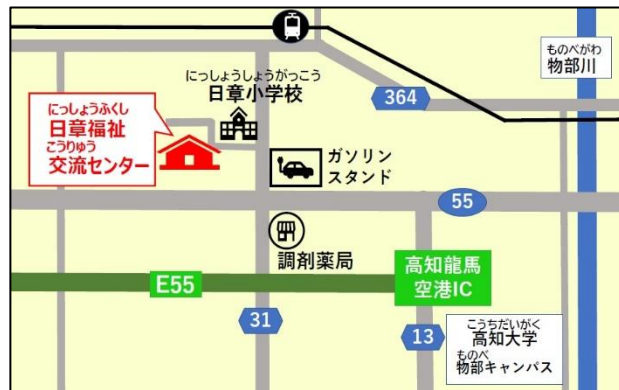 にっしょうしょうがっこう
日章小学校
にっしょうふくし
日章福祉
こうりゅう
交流センター
364
ものべがわ
物部川
ガソリン
スタンド
55
調剤薬局
E55
高知龍馬
空港IC
31
13
こうちだいがく
高知大学
ものべ
物部キャンパス